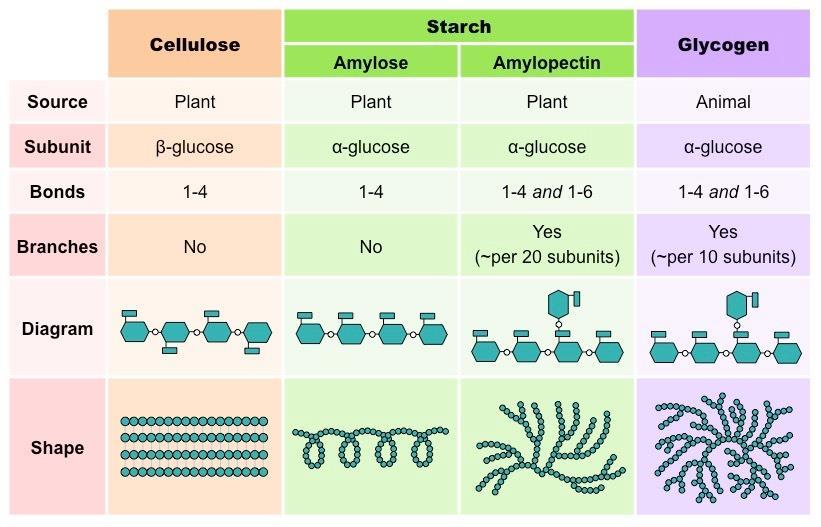 Cellulose
Starch
Glycogen
Amylose
Amylopectin
Source
Plant
Plant
Plant
Animal
Subunit
β-glucose
α-glucose
α-glucose
α-glucose
Bonds
1-4
1-4
1-4 and 1-6
1-4 and 1-6
Branches
No
No
Yes
(~per 20 subunits)
Yes
(~per 10 subunits)
Diagram
Shape